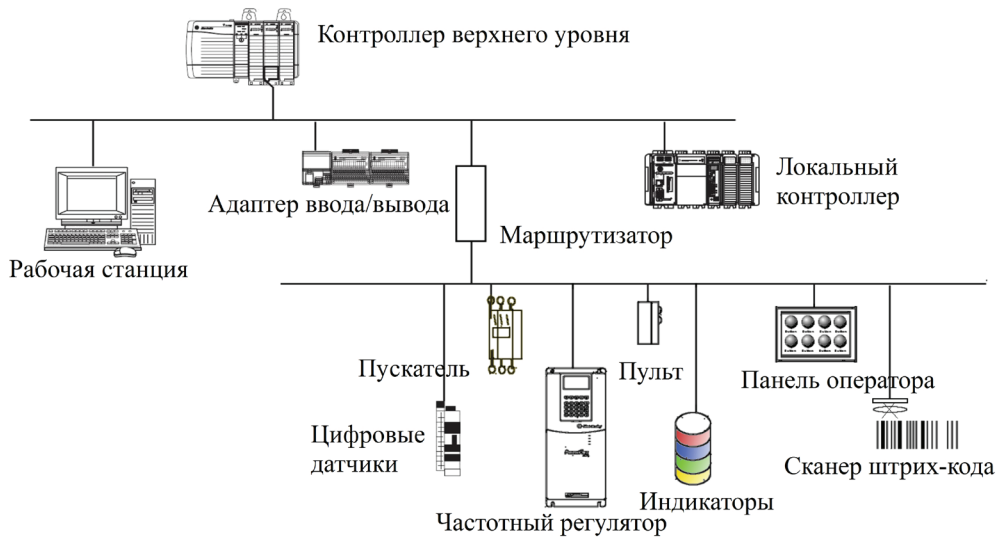 Контроллер верхнего уровня
Адаптер ввода/вывода
Локальный
контроллер
Рабочая станция
Маршрутизатор
Пускатель
Пульт
Панель оператора
Цифровые
датчики
Частотный регулятор
Индикаторы
Сканер штрих-кода